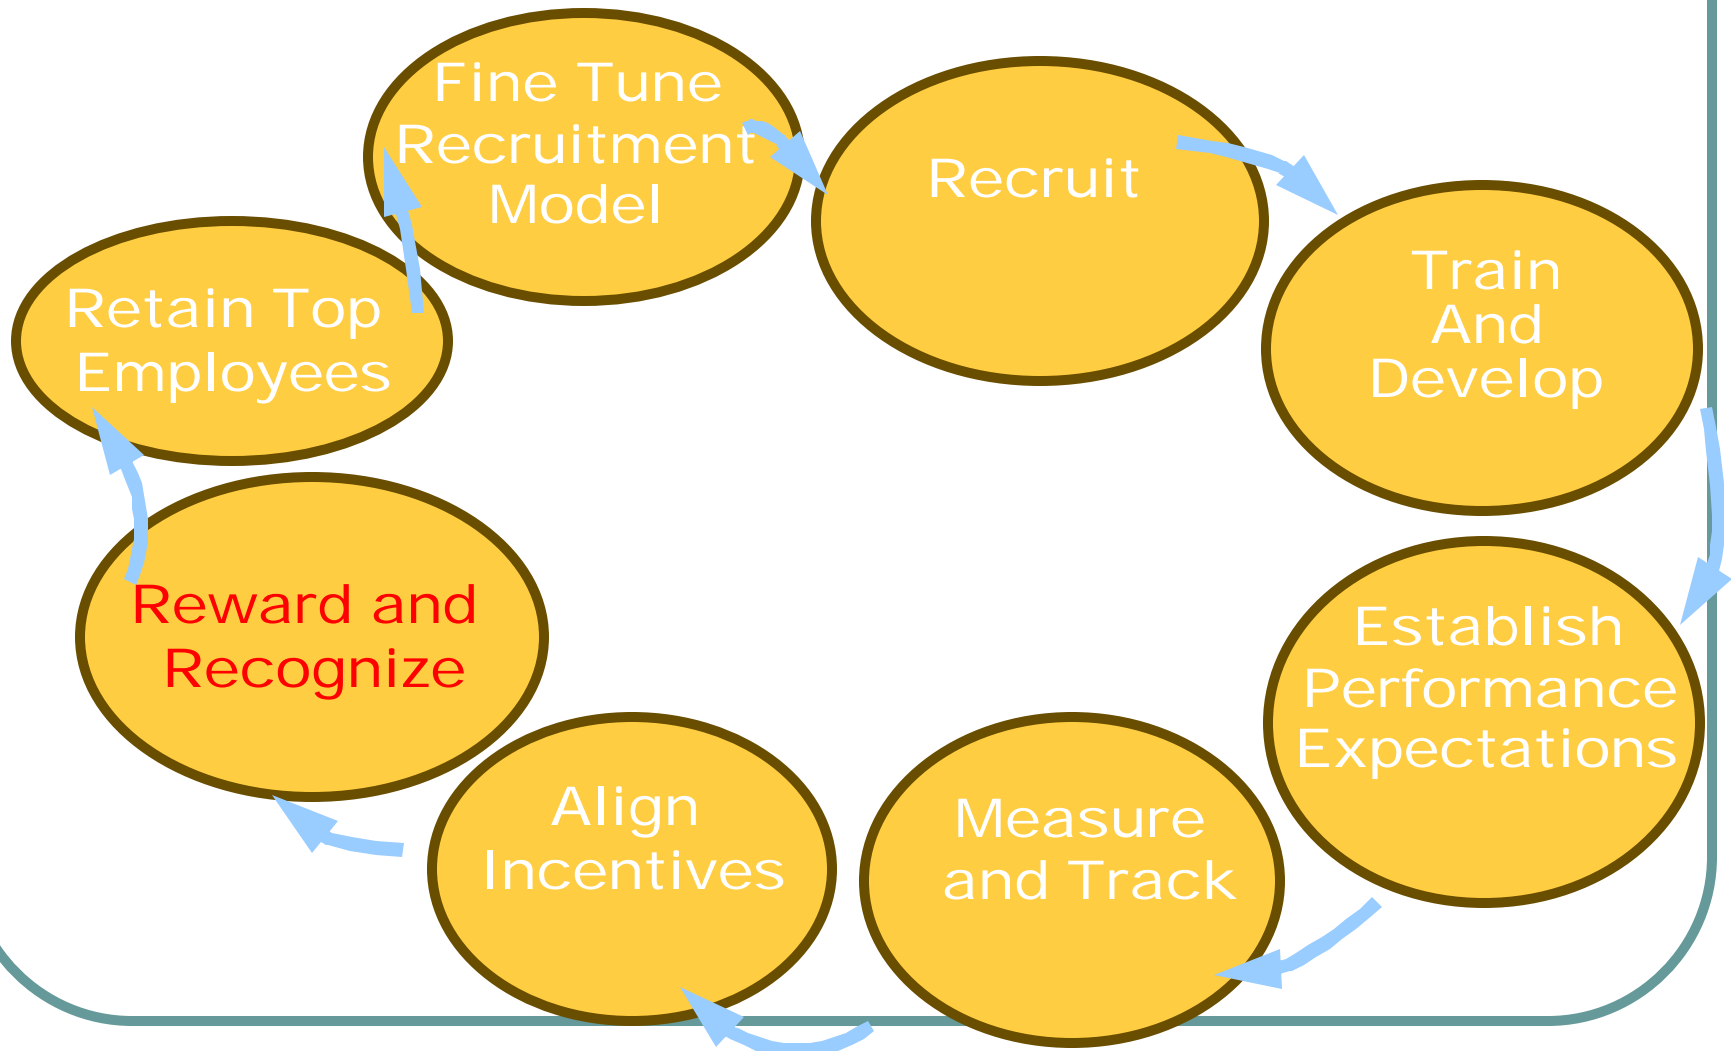 Fine Tune
Recruitment
Model
Recruit
Train
And
Develop
Establish
Performance
Expectations
Measure
and Track
Align
Incentives
Reward and
Recognize
Retain Top
Employees